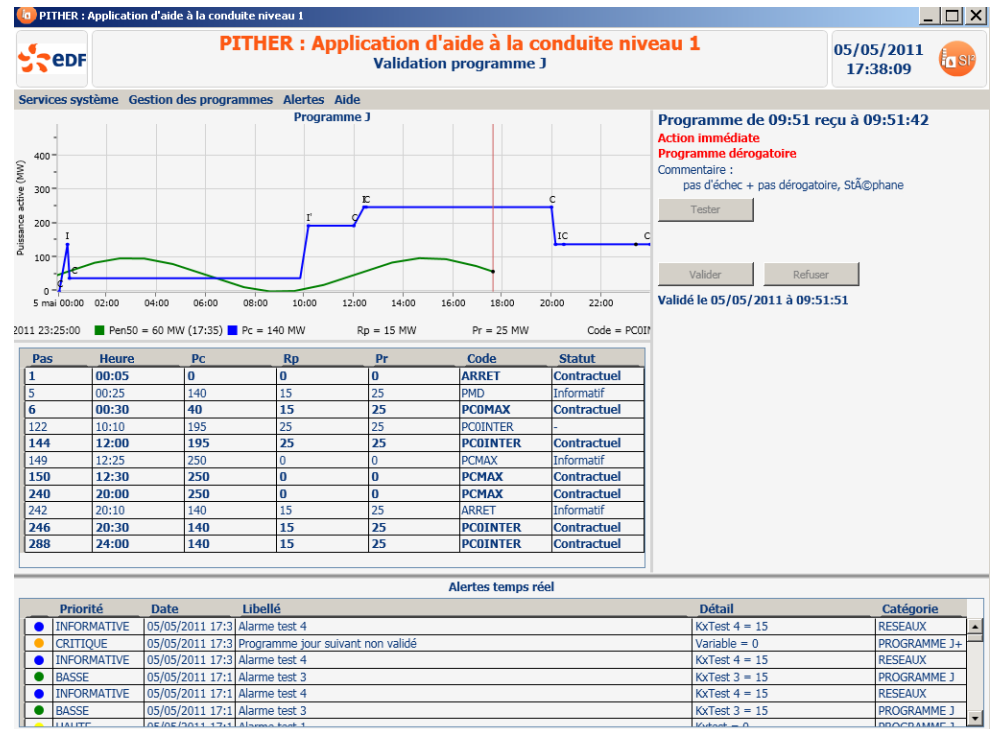 PITHER : Application d'aide à la conduite niveau 1
eDF
PITHER : Application d'aide à la conduite niveau 1
Validation programme J
05/05/2011
17:38:09
SI²
Services système Gestion des programmes Alertes Aide
Programme J
Puissance active (MW)
400
300
200
100
0
I
C
C
I'
C
IC
C
IC
C
5 mai 00:00 02:00 04:00 06:00 08:00 10:00 12:00 14:00 16:00 18:00 20:00 22:00
2011 23:25:00 Pen50 = 60 MW (17:35) Pc = 140 MW Rp = 15 MW Pr = 25 MW Code = PC0IN
Programme de 09:51 reçu à 09:51:42
Action immédiate
Programme dérogatoire
Commentaire :
pas d'échec + pas dérogatoire, StÃ©phane
Tester
Valider Refuser
Validé le 05/05/2011 à 09:51:51
Pas Heure Pc Rp Pr Code Statut
1 00:05 0 0 0 ARRET Contractuel
5 00:25 140 15 25 PMD Informatif
6 00:30 40 15 25 PC0MAX Contractuel
122 10:10 195 25 25 PC0INTER -
144 12:00 195 25 25 PC0INTER Contractuel
149 12:25 250 0 0 PCMAX Informatif
150 12:30 250 0 0 PCMAX Contractuel
240 20:00 250 0 0 PCMAX Contractuel
242 20:10 140 15 25 ARRET Informatif
246 20:30 140 15 25 PC0INTER Contractuel
288 24:00 140 15 25 PC0INTER Contractuel
Alertes temps réel
Priorité Date Libellé Détail Catégorie
INFORMATIVE 05/05/2011 17:3 Alarme test 4 KxTest 4 = 15 RESEAUX
CRITIQUE 05/05/2011 17:3 Programme jour suivant non validé Variable = 0 PROGRAMME J+
INFORMATIVE 05/05/2011 17:3 Alarme test 4 KxTest 4 = 15 RESEAUX
BASSE 05/05/2011 17:1 Alarme test 3 KxTest 3 = 15 PROGRAMME J
INFORMATIVE 05/05/2011 17:1 Alarme test 4 KxTest 4 = 15 RESEAUX
BASSE 05/05/2011 17:1 Alarme test 3 KxTest 3 = 15 PROGRAMME J
HAUTE 05/05/2011 17:1 Alarme test 1 Kxtest = 0 PROGRAMME J